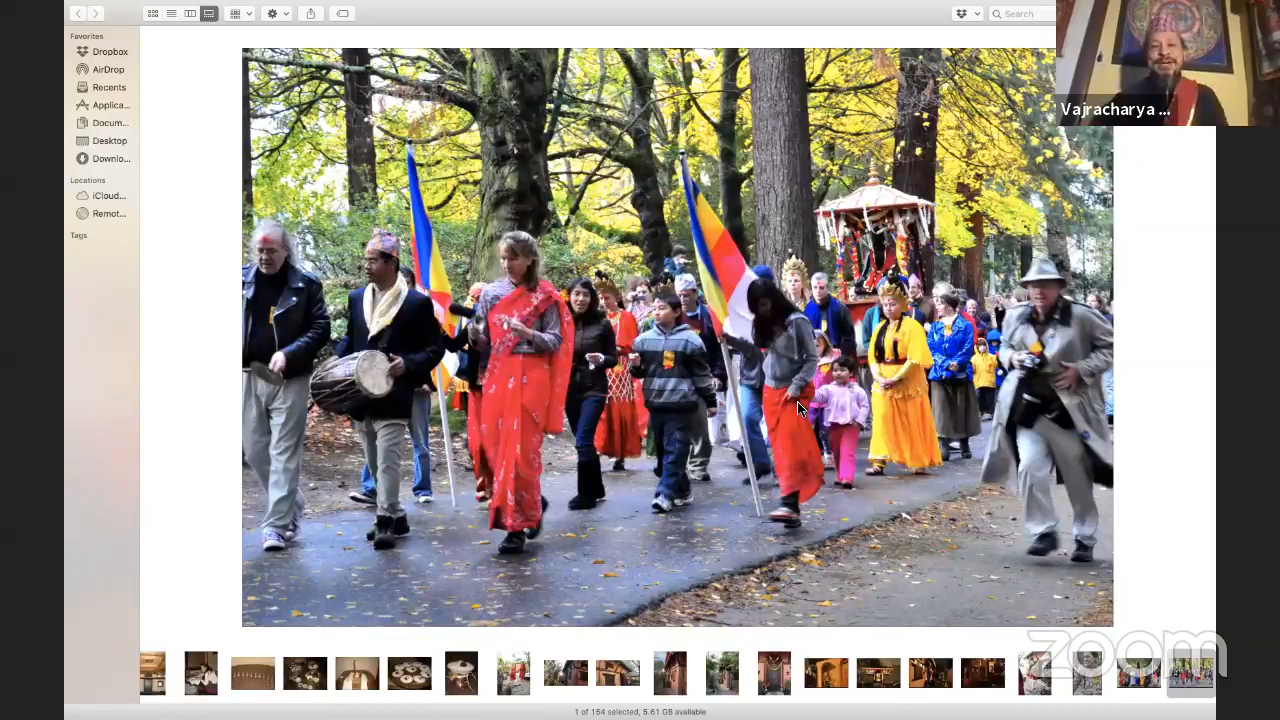 Search
Favorites
Dropbox
AirDrop
Recents
Applica...
Docum...
Desktop
Downlo...
Locations
iCloud...
Remot...
Tags
Vajracharya ...
zoom
1 of 154 selected, 5.61 GB available